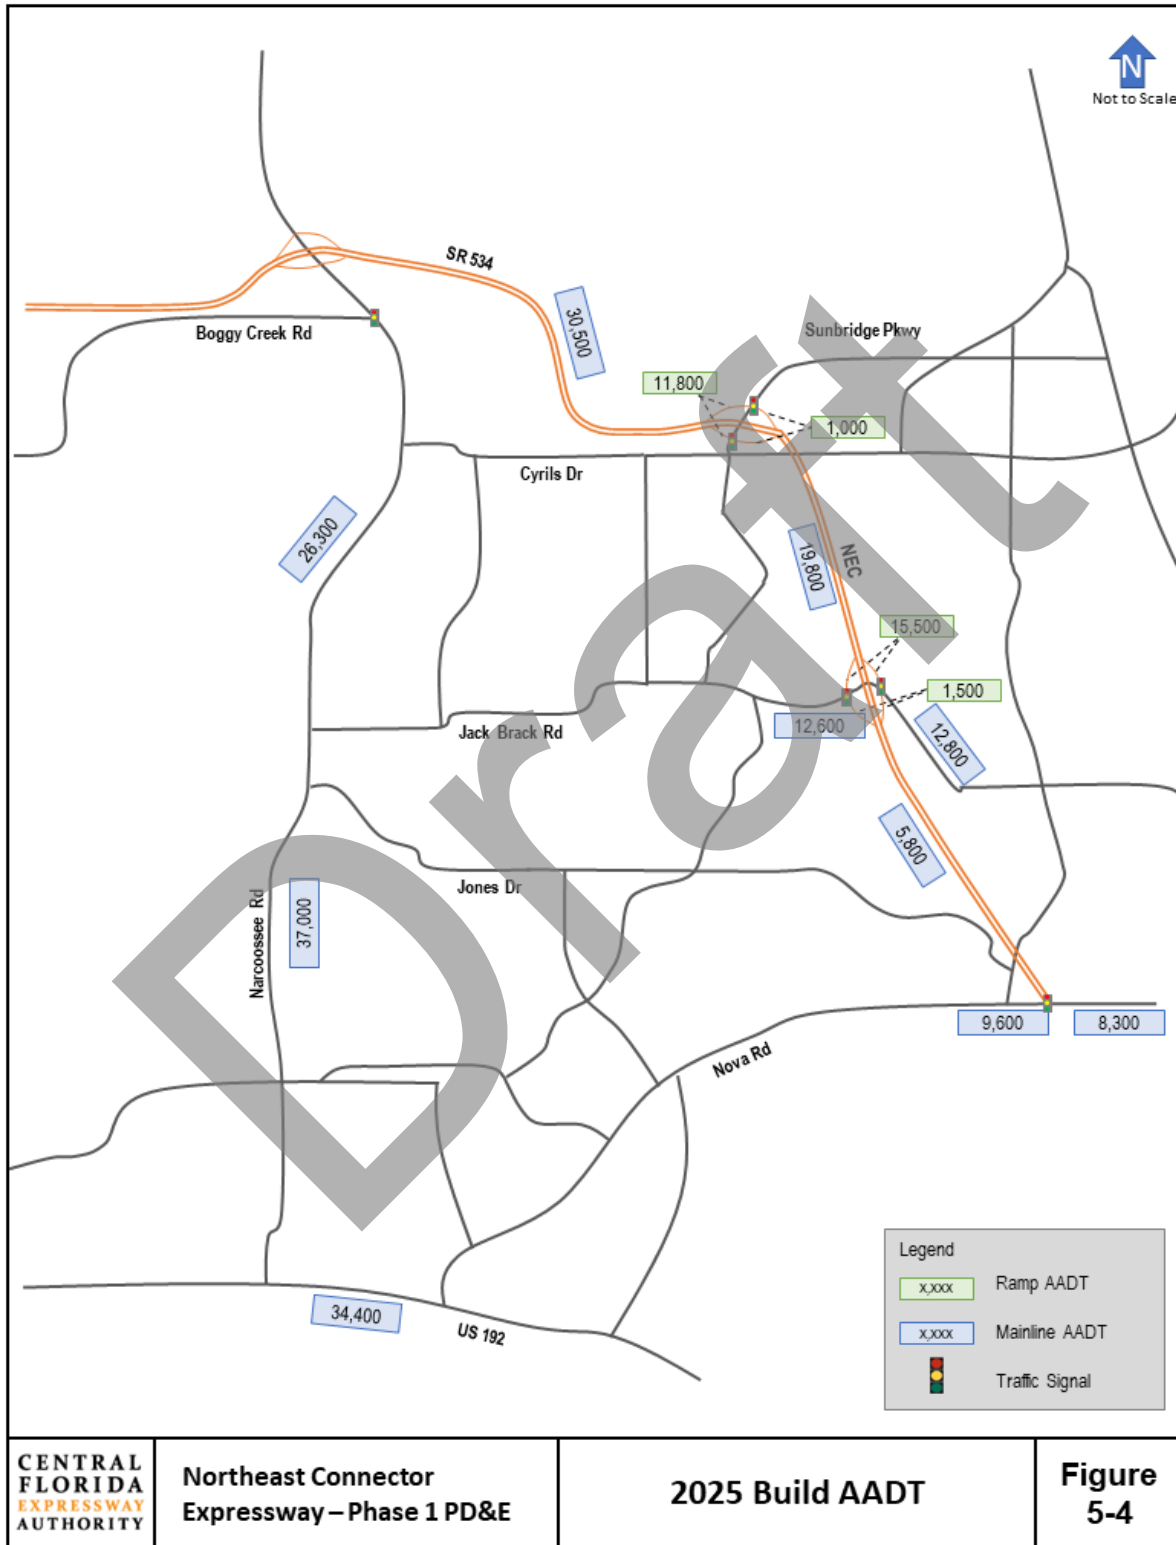 N
Not to Scale
SR 534
30,500
Boggy Creek Rd
Sunbridge Pkwy
11,800
1,000
Cyrils Dr
26,300
19,800
NEC
15,500
1,500
12,600
12,800
Jack Brack Rd
5,800
Jones Dr
Narcoossee Rd
37,000
9,600
8,300
Nova Rd
34,400
US 192
Draft
Legend
x,xxx Ramp AADT
x,xxx Mainline AADT
Traffic Signal
CENTRAL
FLORIDA
EXPRESSWAY
AUTHORITY
Northeast Connector
Expressway – Phase 1 PD&E
2025 Build AADT
Figure
5-4